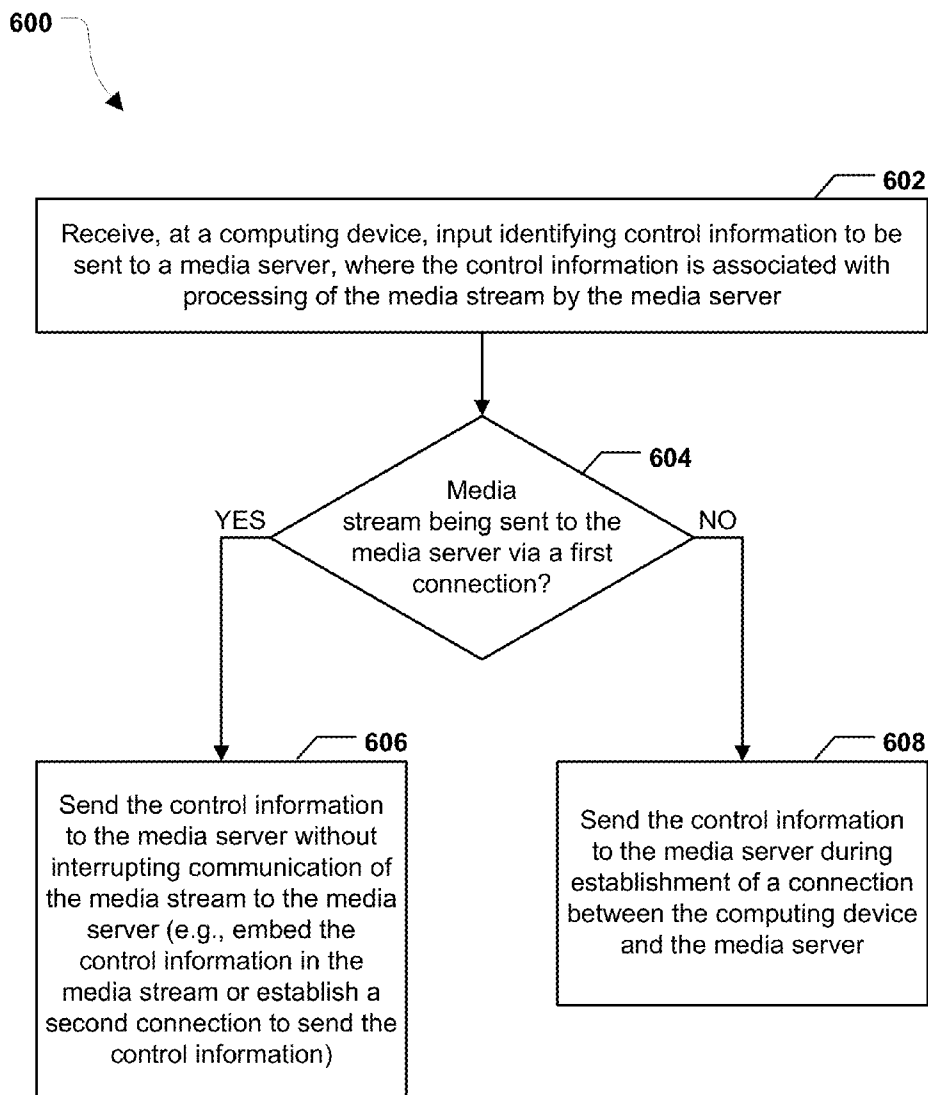 600
602
Receive, at a computing device, input identifying control information to be
sent to a media server, where the control information is associated with
processing of the media stream by the media server
604
Media
stream being sent to the
media server via a first
connection?
YES
NO
606
Send the control information
to the media server without
interrupting communication of
the media stream to the media
server (e.g., embed the
control information in the
media stream or establish a
second connection to send the
control information)
608
Send the control information
to the media server during
establishment of a connection
between the computing device
and the media server